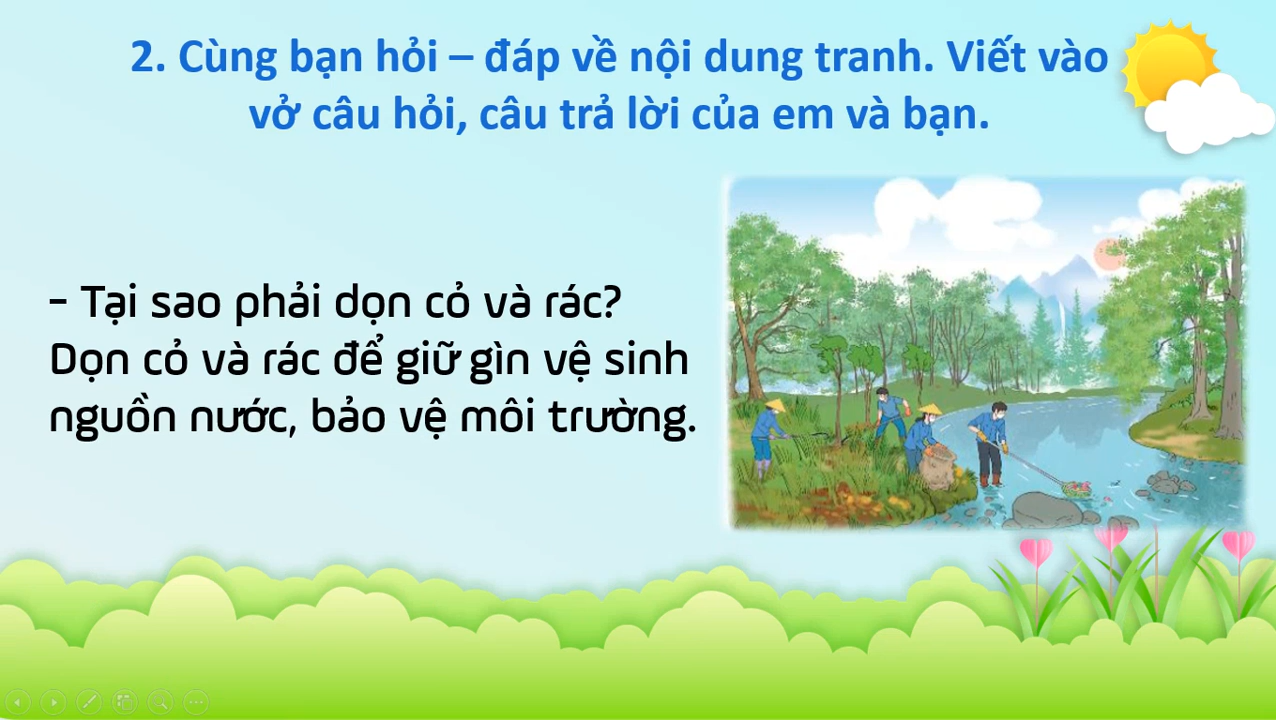 2. Cùng bạn hỏi – đáp về nội dung tranh. Viết vào
vở câu hỏi, câu trả lời của em và bạn.
- Tại sao phải dọn cỏ và rác?
Dọn cỏ và rác để giữ gìn vệ sinh
nguồn nước, bảo vệ môi trường.